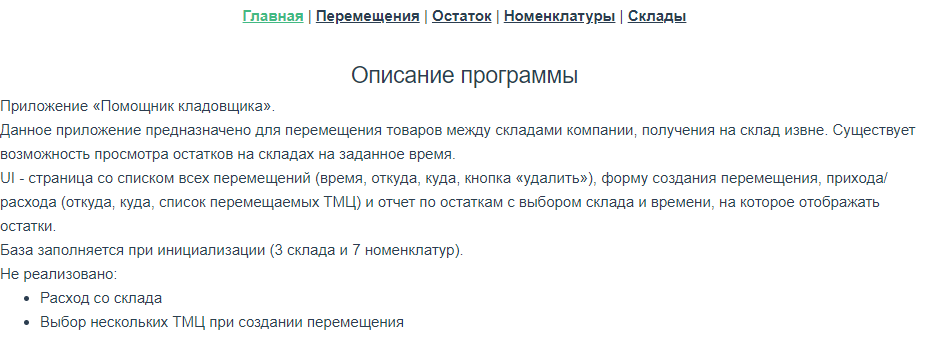 Главная | Перемещения | Остаток | Номенклатуры | Склады
Описание программы
Приложение «Помощник кладовщика».
Данное приложение предназначено для перемещения товаров между складами компании, получения на склад извне. Существует
возможность просмотра остатков на складах на заданное время.
UI - страница со списком всех перемещений (время, откуда, куда, кнопка «удалить»), форму создания перемещения, прихода/
расхода (откуда, куда, список перемещаемых ТМЦ) и отчет по остаткам с выбором склада и времени, на которое отображать
остатки.
База заполняется при инициализации (3 склада и 7 номенклатур).
Не реализовано:
• Расход со склада
• Выбор нескольких ТМЦ при создании перемещения